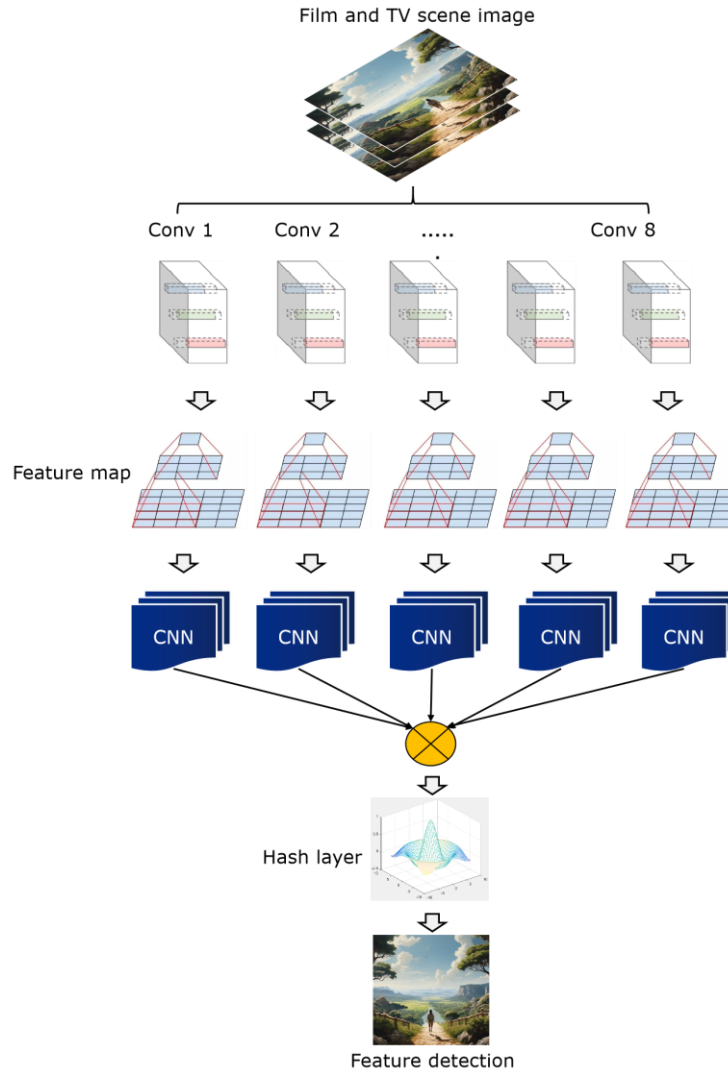 Film and TV scene image
Conv 1 Conv 2 ..... Conv 8
.
Feature map
CNN CNN CNN CNN CNN
Hash layer
Feature detection